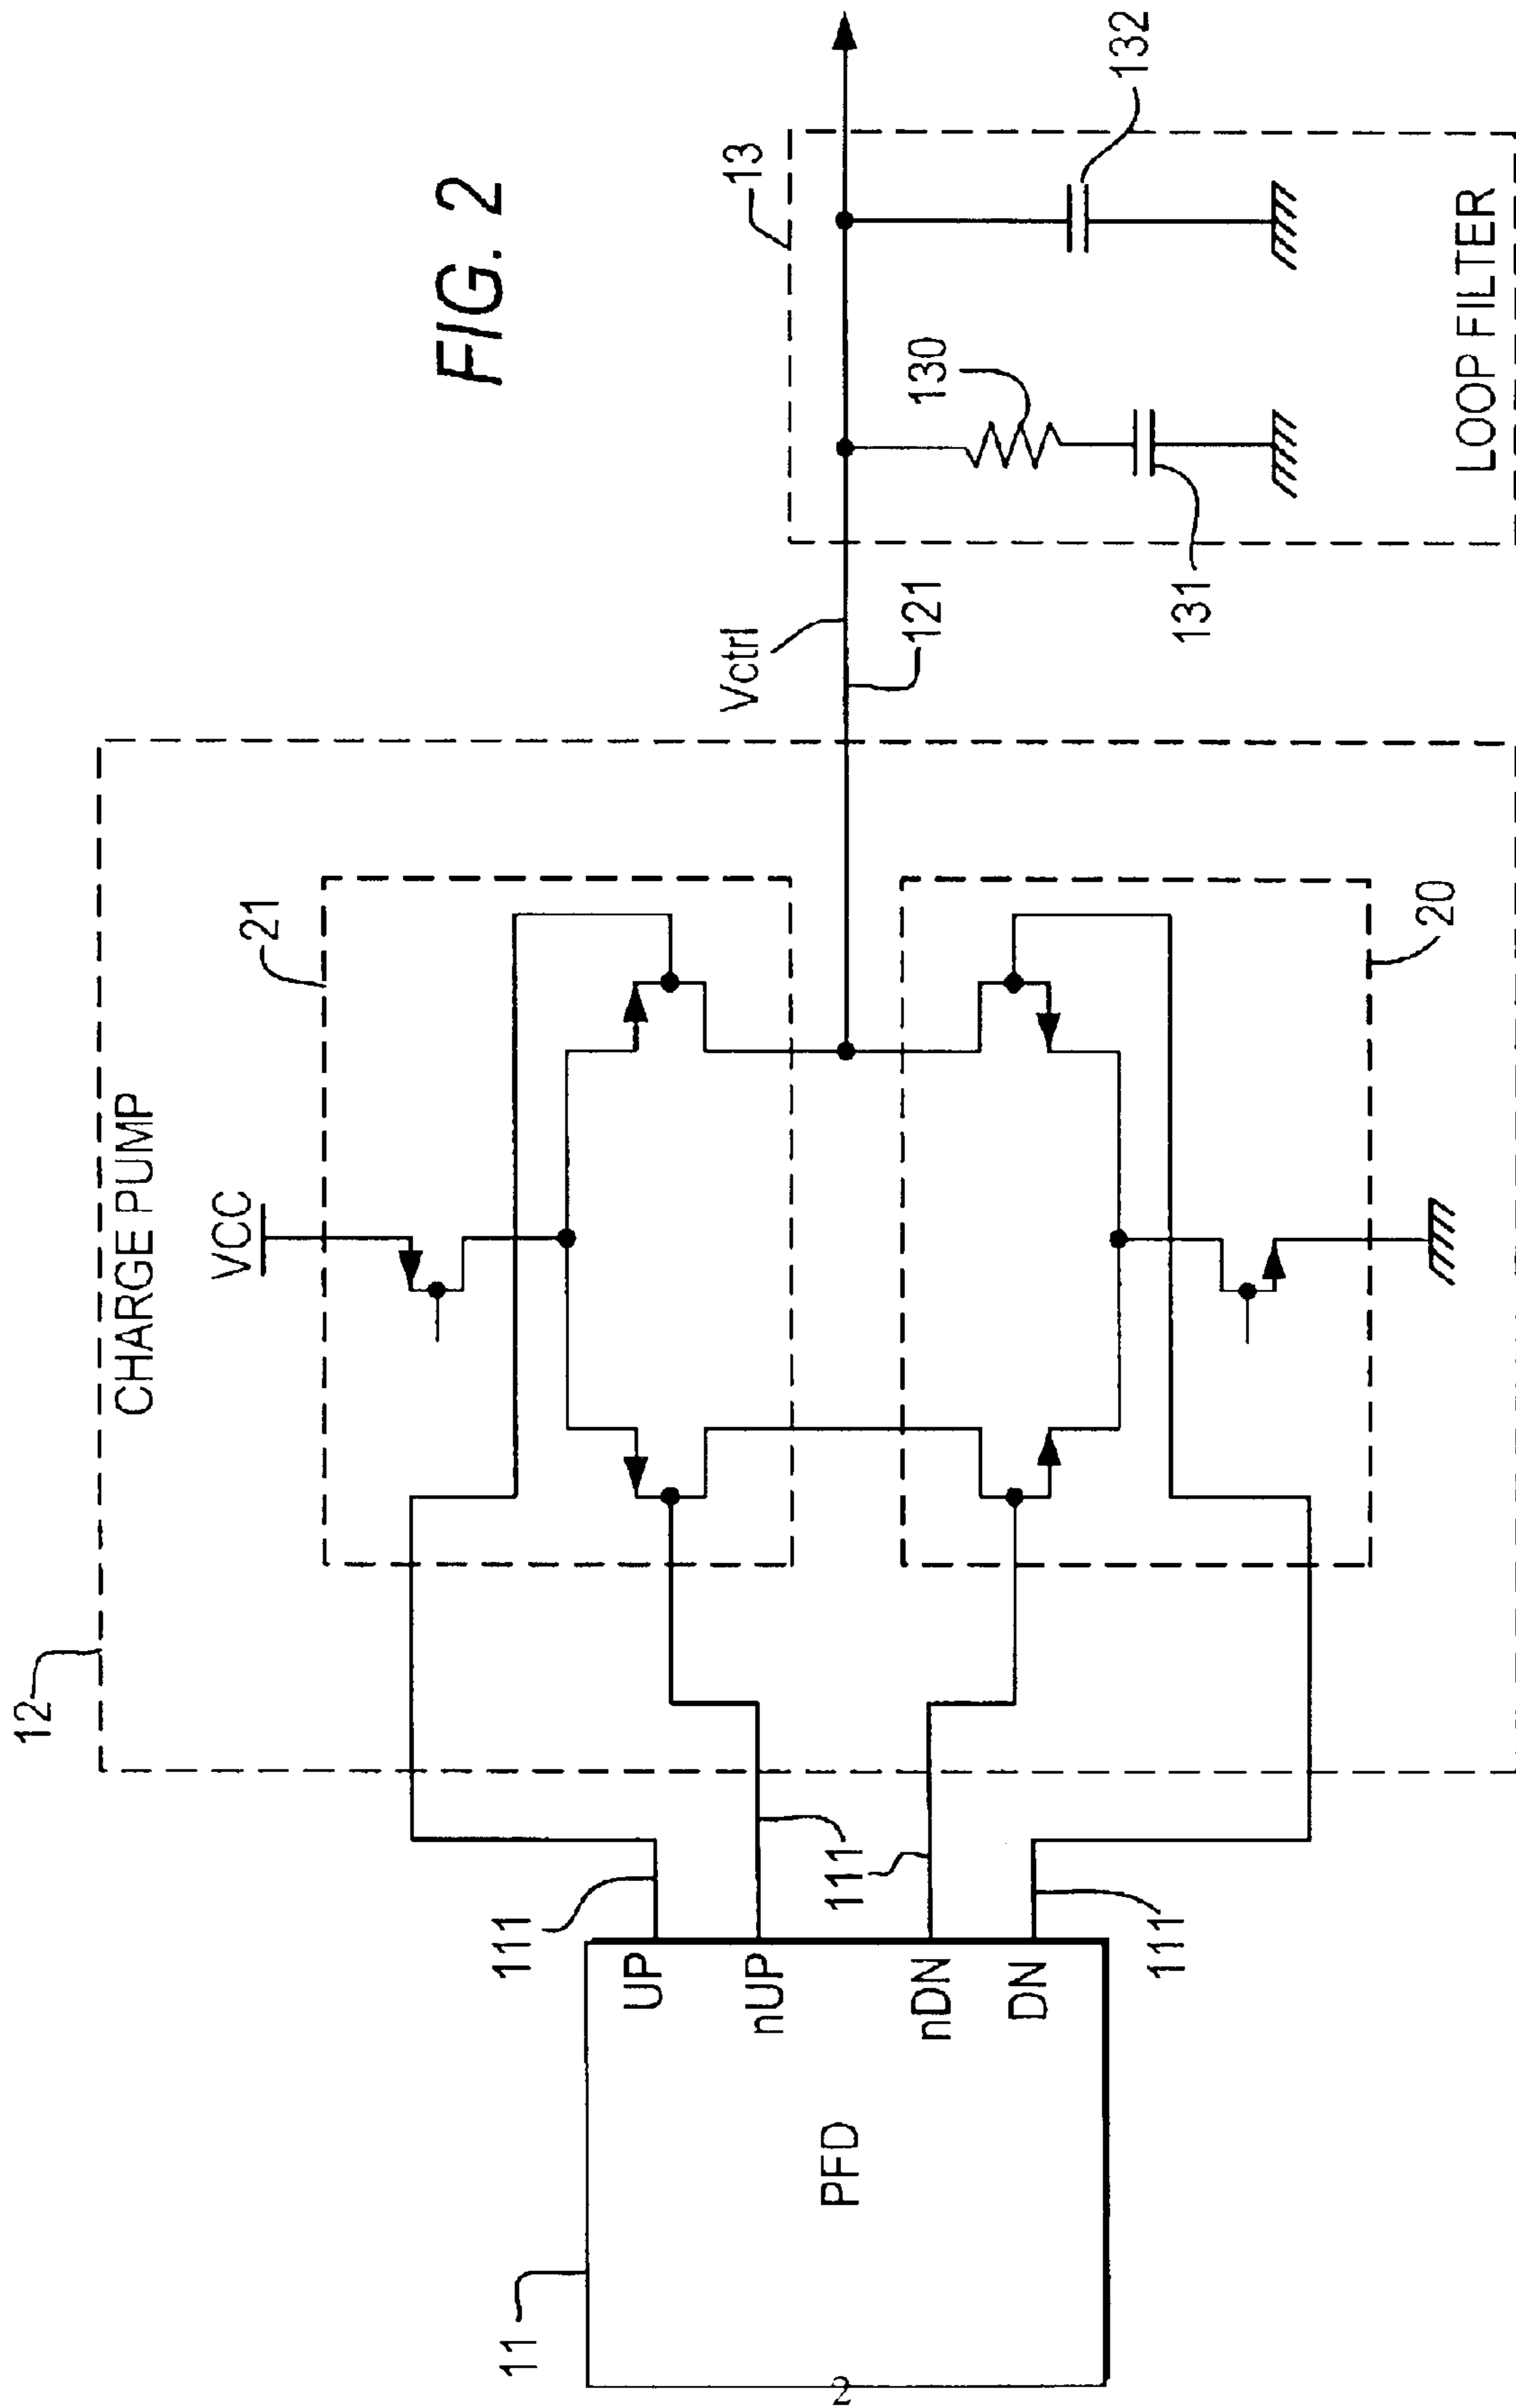 FIG. 2
12
CHARGE PUMP
VCC
21
20
Vctrl
121
13
130
131
132
LOOP FILTER
11
PFD
UP
nUP
nDN
DN
111
111
111
111
2